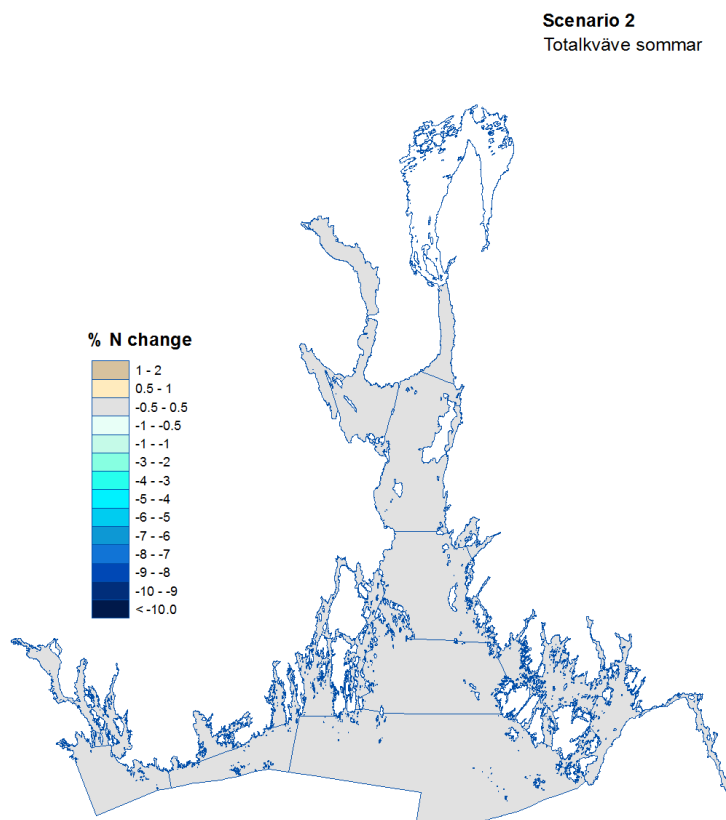 Scenario 2
Totalkväve sommar
% N change
1 - 2
0.5 - 1
-0.5 - 0.5
-1 - -0.5
-1 - -1
-3 - -2
-4 - -3
-5 - -4
-6 - -5
-7 - -6
-8 - -7
-9 - -8
-10 - -9
< -10.0